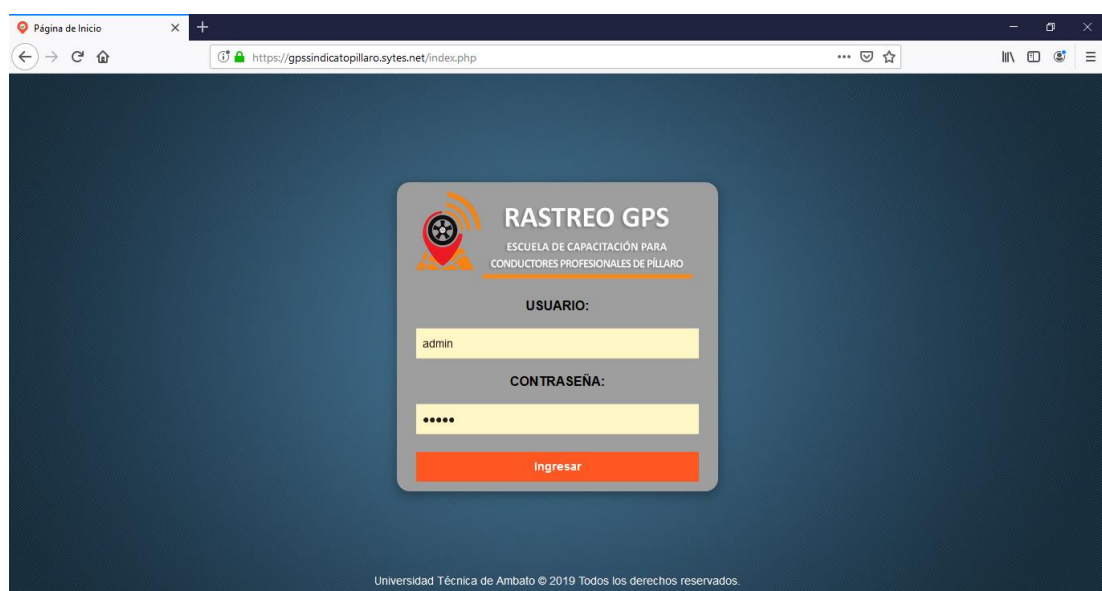 Página de Inicio
https://gpssindicatopillaro.sytes.net/index.php
RASTREO GPS
ESCUELA DE CAPACITACIÓN PARA
CONDUCTORES PROFESIONALES DE PÍLLARO
USUARIO:
admin
CONTRASEÑA:
•••••
Ingresar
Universidad Técnica de Ambato © 2019 Todos los derechos reservados.